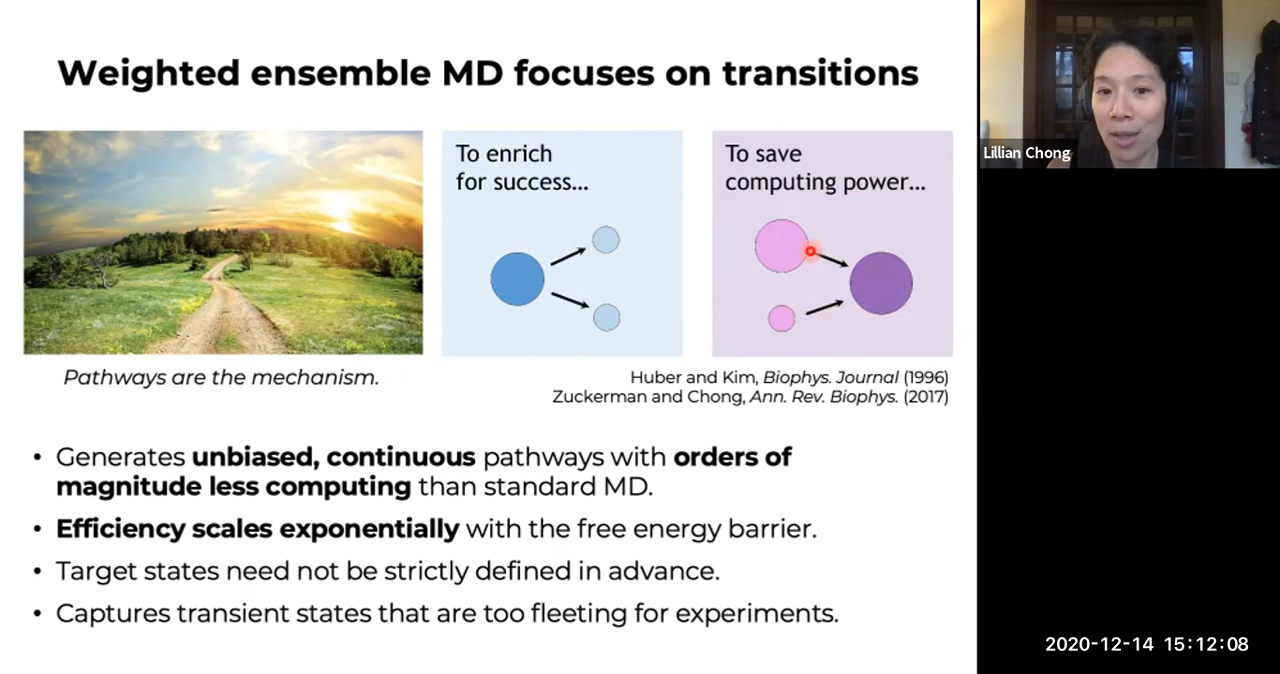 Weighted ensemble MD focuses on transitions
To enrich
for success...
To save
computing power...
Pathways are the mechanism.
Huber and Kim, Biophys. Journal (1996)
Zuckerman and Chong, Ann. Rev. Biophys. (2017)
• Generates unbiased, continuous pathways with orders of
magnitude less computing than standard MD.
• Efficiency scales exponentially with the free energy barrier.
• Target states need not be strictly defined in advance.
• Captures transient states that are too fleeting for experiments.
Lillian Chong
2020-12-14 15:12:08